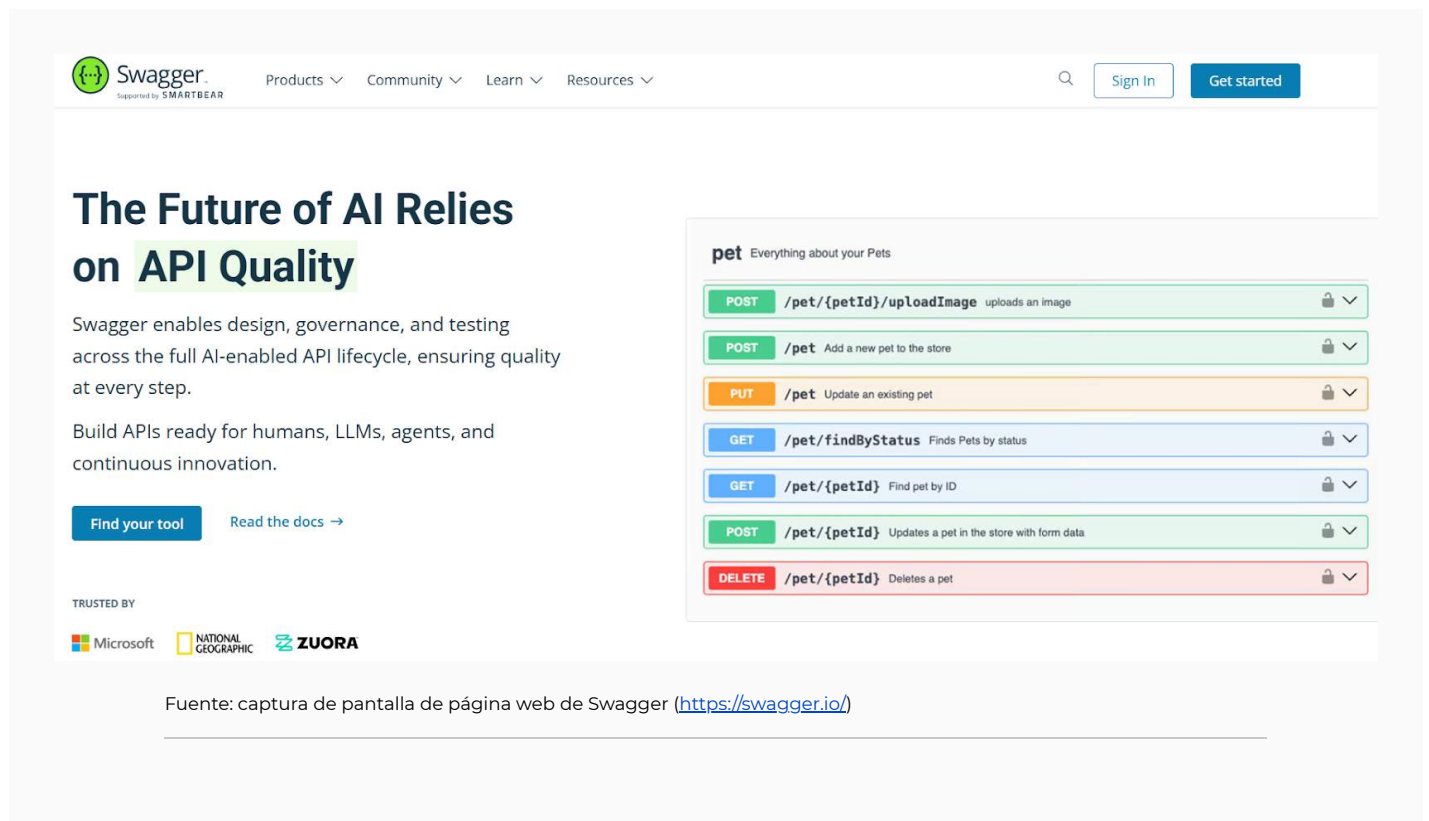 {··} Swagger
Supported by SMARTBEAR
Products
Community
Learn
Resources
Sign In
Get started
The Future of AI Relies
on API Quality
Swagger enables design, governance, and testing
across the full AI-enabled API lifecycle, ensuring quality
at every step.
Build APIs ready for humans, LLMs, agents, and
continuous innovation.
Find your tool
Read the docs →
TRUSTED BY
Microsoft
NATIONAL
GEOGRAPHIC
ZUORA
pet Everything about your Pets
POST /pet/{petId}/uploadImage uploads an image
POST /pet Add a new pet to the store
PUT /pet Update an existing pet
GET /pet/findByStatus Finds Pets by status
GET /pet/{petId} Find pet by ID
POST /pet/{petId} Updates a pet in the store with form data
DELETE /pet/{petId} Deletes a pet
Fuente: captura de pantalla de página web de Swagger (https://swagger.io/)